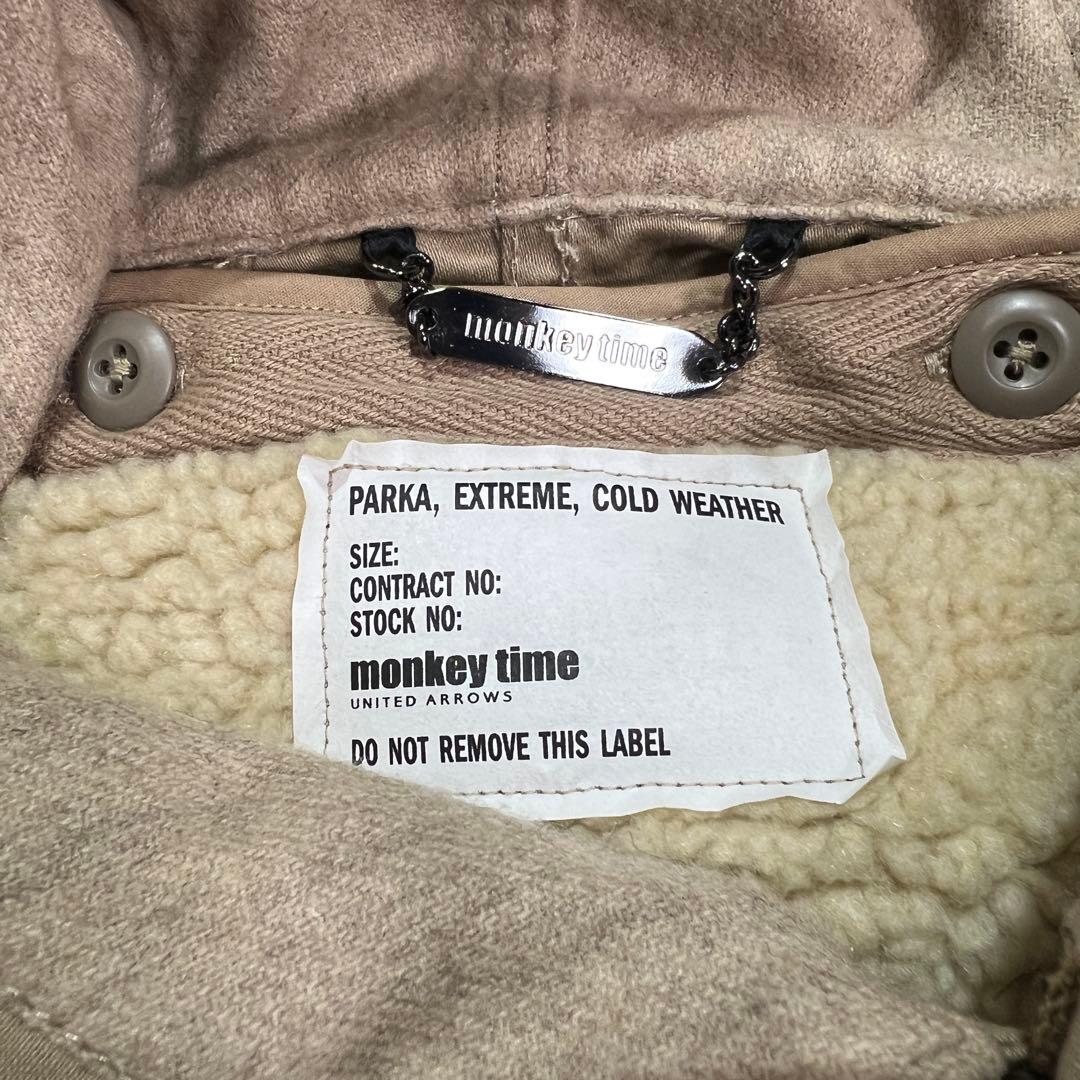 monkey time
PARKA, EXTREME, COLD WEATHER
SIZE:
CONTRACT NO:
STOCK NO:
monkey time
UNITED ARROWS
DO NOT REMOVE THIS LABEL